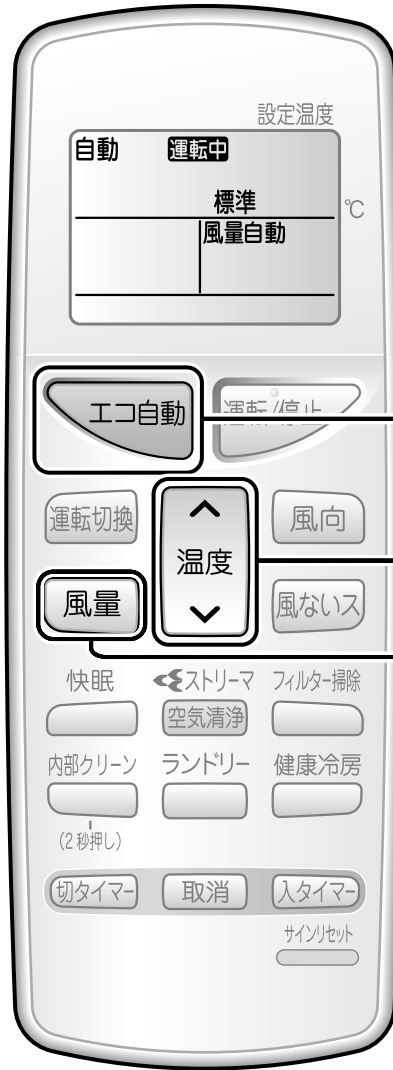 設定温度
自動 運転中
標準
℃
風量自動
エコ自動 運転/停止
運転切換 風向
温度
風量 風ないス
快眠 ストリーマ フィルター掃除
空気清浄
内部クリーン ランドリー 健康冷房
(2秒押し)
切タイマー 取消 入タイマー
サインリセット